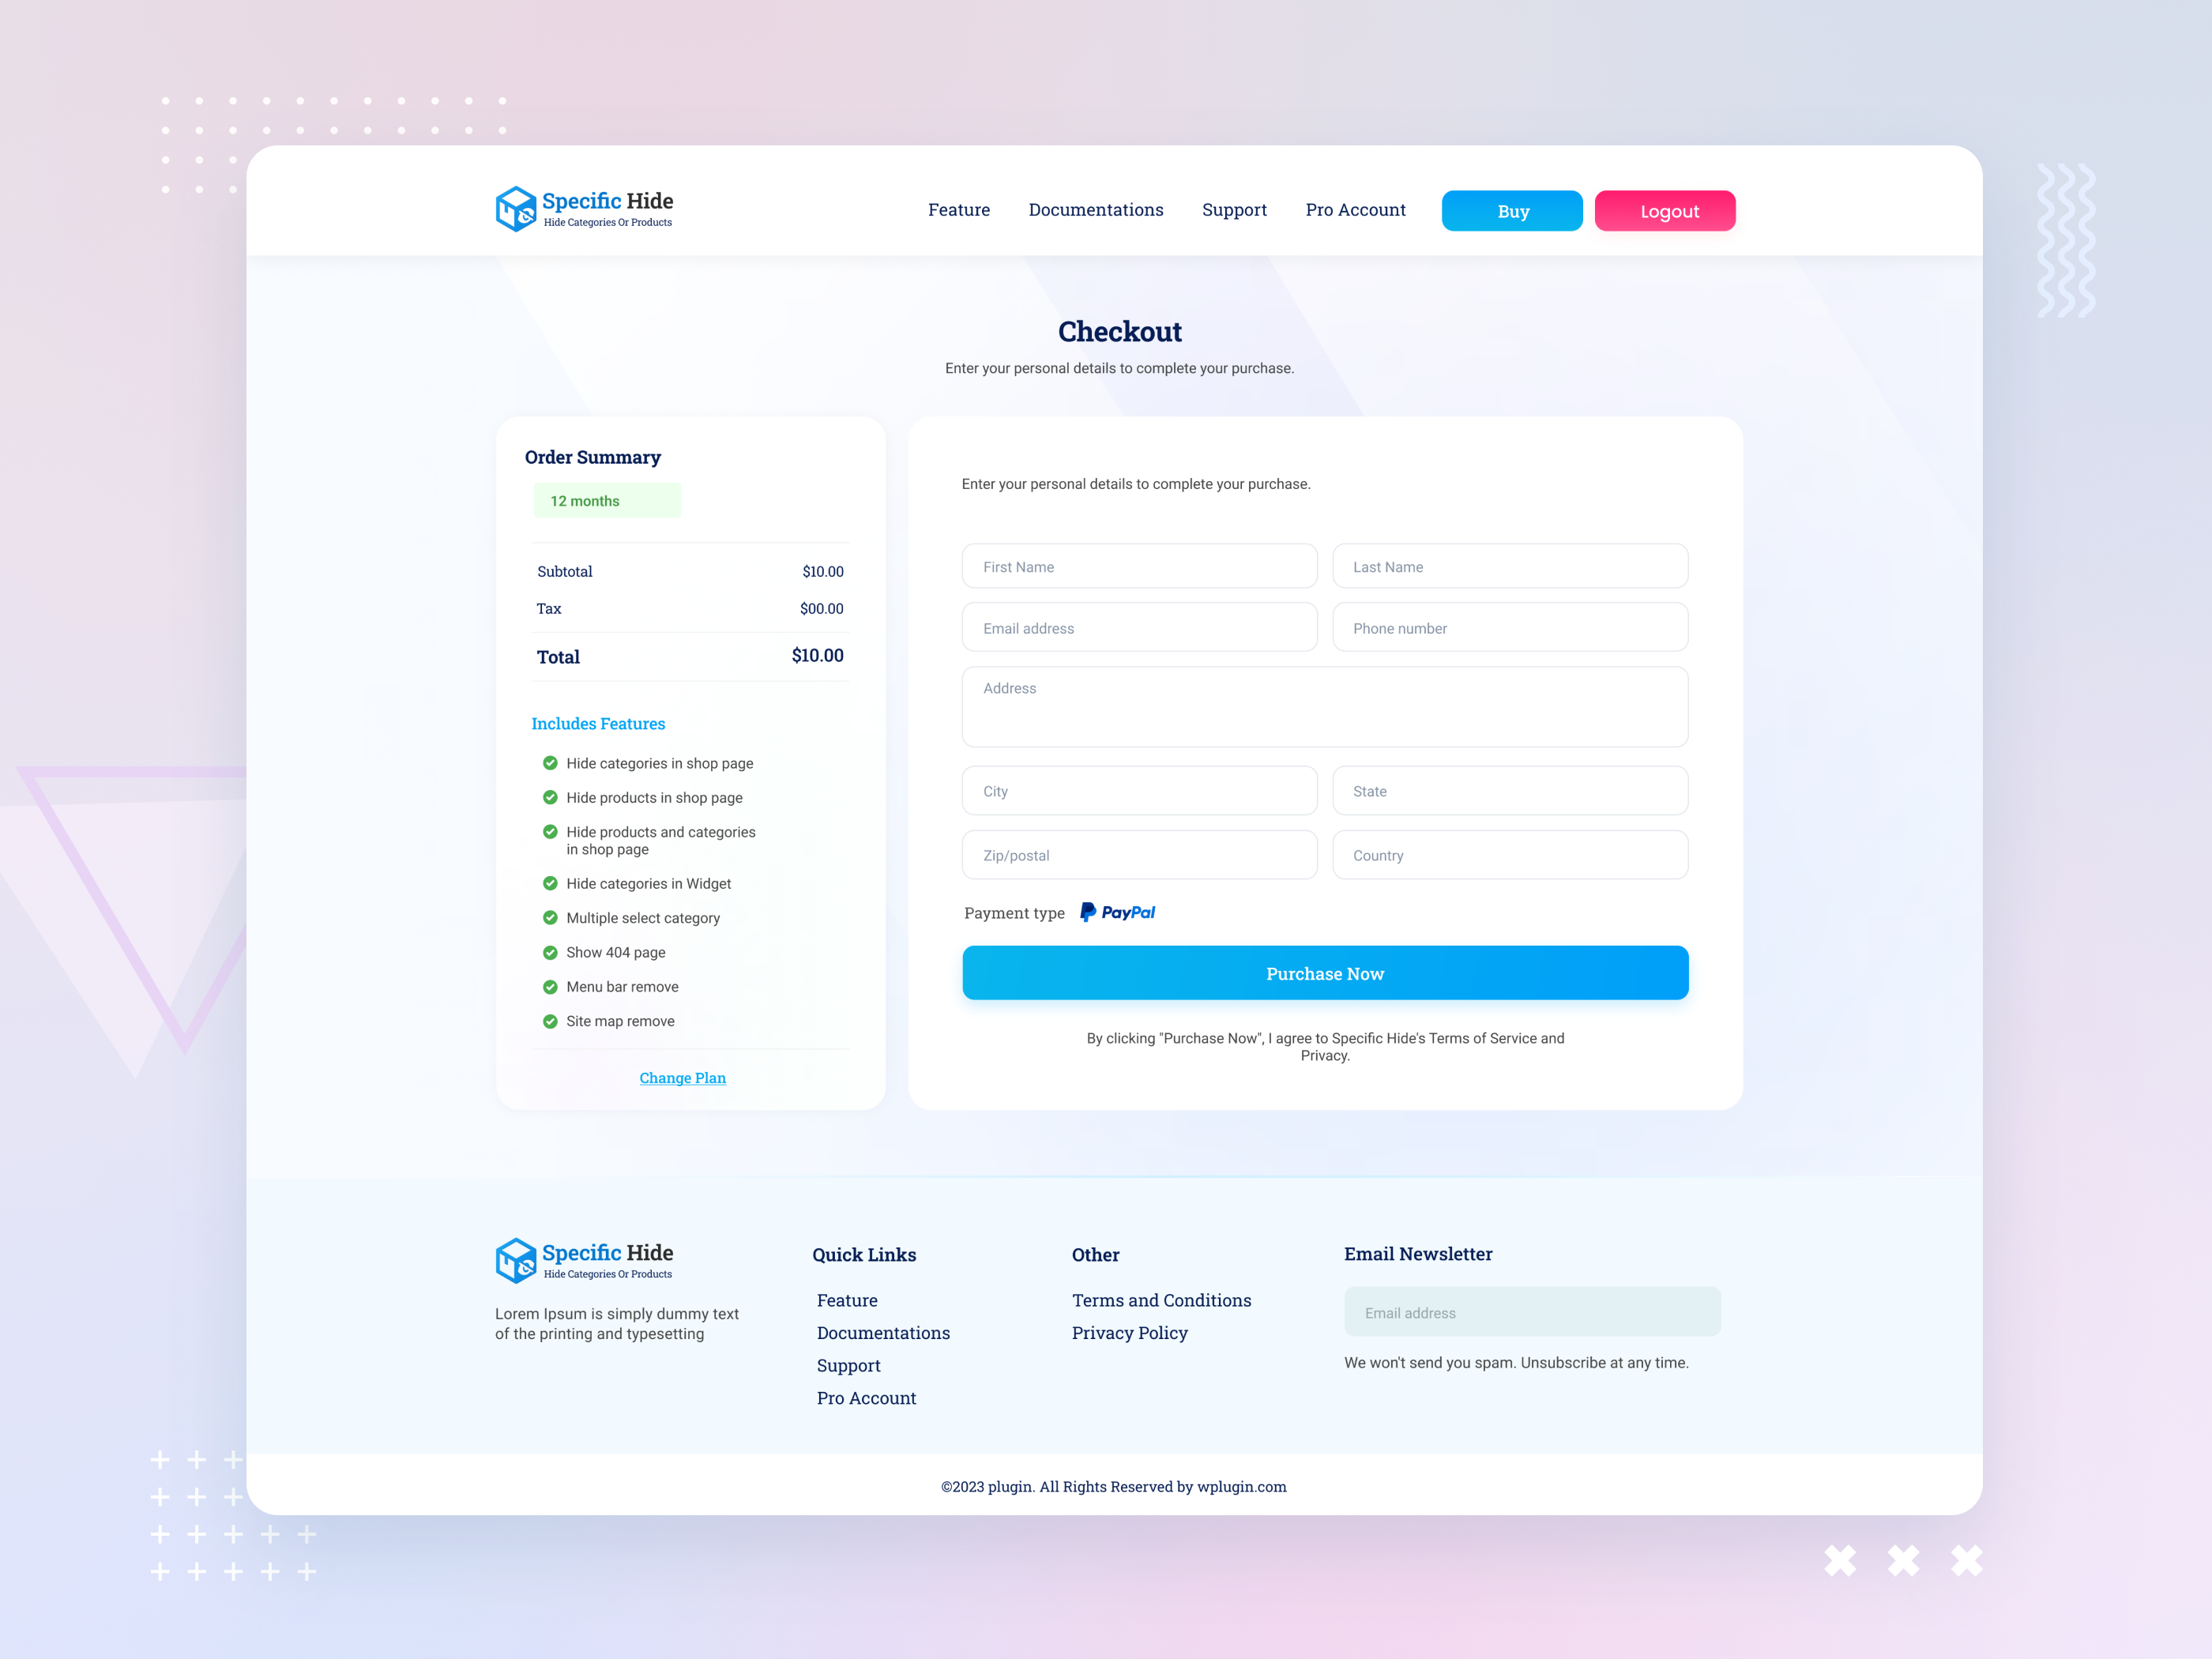 Specific Hide
Hide Categories Or Products
Feature
Documentations
Support
Pro Account
Buy
Logout
Checkout
Enter your personal details to complete your purchase.
Order Summary
12 months
Subtotal $10.00
Tax $00.00
Total $10.00
Includes Features
Hide categories in shop page
Hide products in shop page
Hide products and categories
in shop page
Hide categories in Widget
Multiple select category
Show 404 page
Menu bar remove
Site map remove
Change Plan
Enter your personal details to complete your purchase.
First Name
Last Name
Email address
Phone number
Address
City
State
Zip/postal
Country
Payment type PayPal
Purchase Now
By clicking "Purchase Now", I agree to Specific Hide's Terms of Service and
Privacy.
Specific Hide
Hide Categories Or Products
Lorem Ipsum is simply dummy text
of the printing and typesetting
Quick Links
Feature
Documentations
Support
Pro Account
Other
Terms and Conditions
Privacy Policy
Email Newsletter
Email address
We won't send you spam. Unsubscribe at any time.
©2023 plugin. All Rights Reserved by wplugin.com